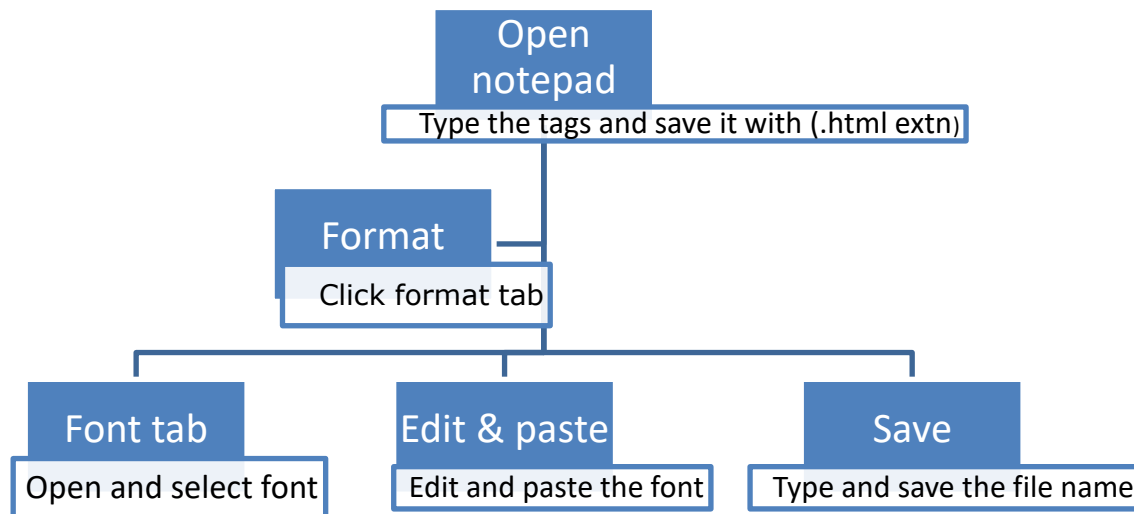 Open
notepad
Type the tags and save it with (.html extn)
Format
Click format tab
Font tab
Open and select font
Edit & paste
Edit and paste the font
Save
Type and save the file name